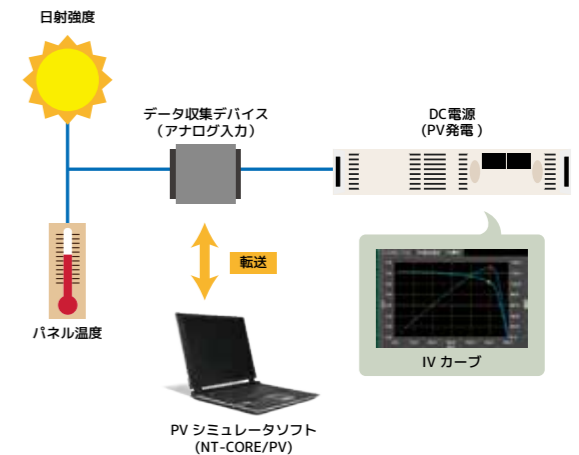 日射強度
データ収集デバイス
(アナログ入力)
DC電源
(PV発電 )
転送
パネル温度
IV カーブ
PV シミュレータソフト
(NT-CORE/PV)